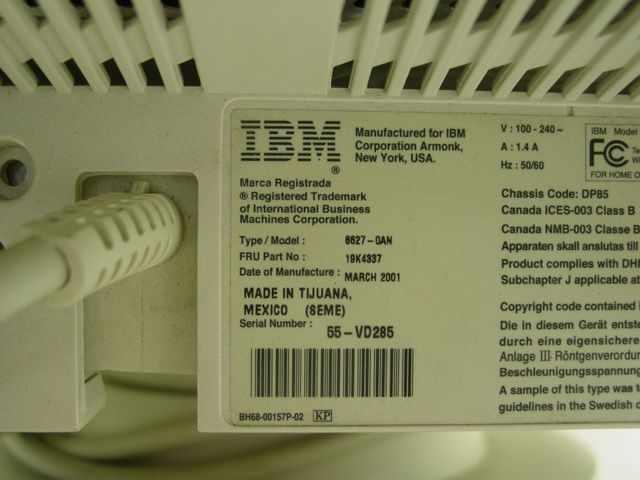 IBM
®
Manufactured for IBM
Corporation Armonk,
New York, USA.
Marca Registrada
® Registered Trademark
of International Business
Machines Corporation.
Type / Model : 6627-0AN
FRU Part No : 19K4337
Date of Manufacture : MARCH 2001
MADE IN TIJUANA,
MEXICO (SEME)
Serial Number : 55-VD285
BH68-00157P-02 KP
V : 100 - 240 ~
A : 1.4 A
Hz : 50/60
IBM Model
FC Te
FOR HOME O
Chassis Code: DP85
Canada ICES-003 Class B
Canada NMB-003 Classe B
Apparaten skall anslutas till
Product complies with DHH
Subchapter J applicable at
Copyright code contained
Die in diesem Gerät entste
durch eine eigensichere
Anlage III Röntgenverordu
Beschleunigungsspannung
A sample of this type was t
guidelines in the Swedish